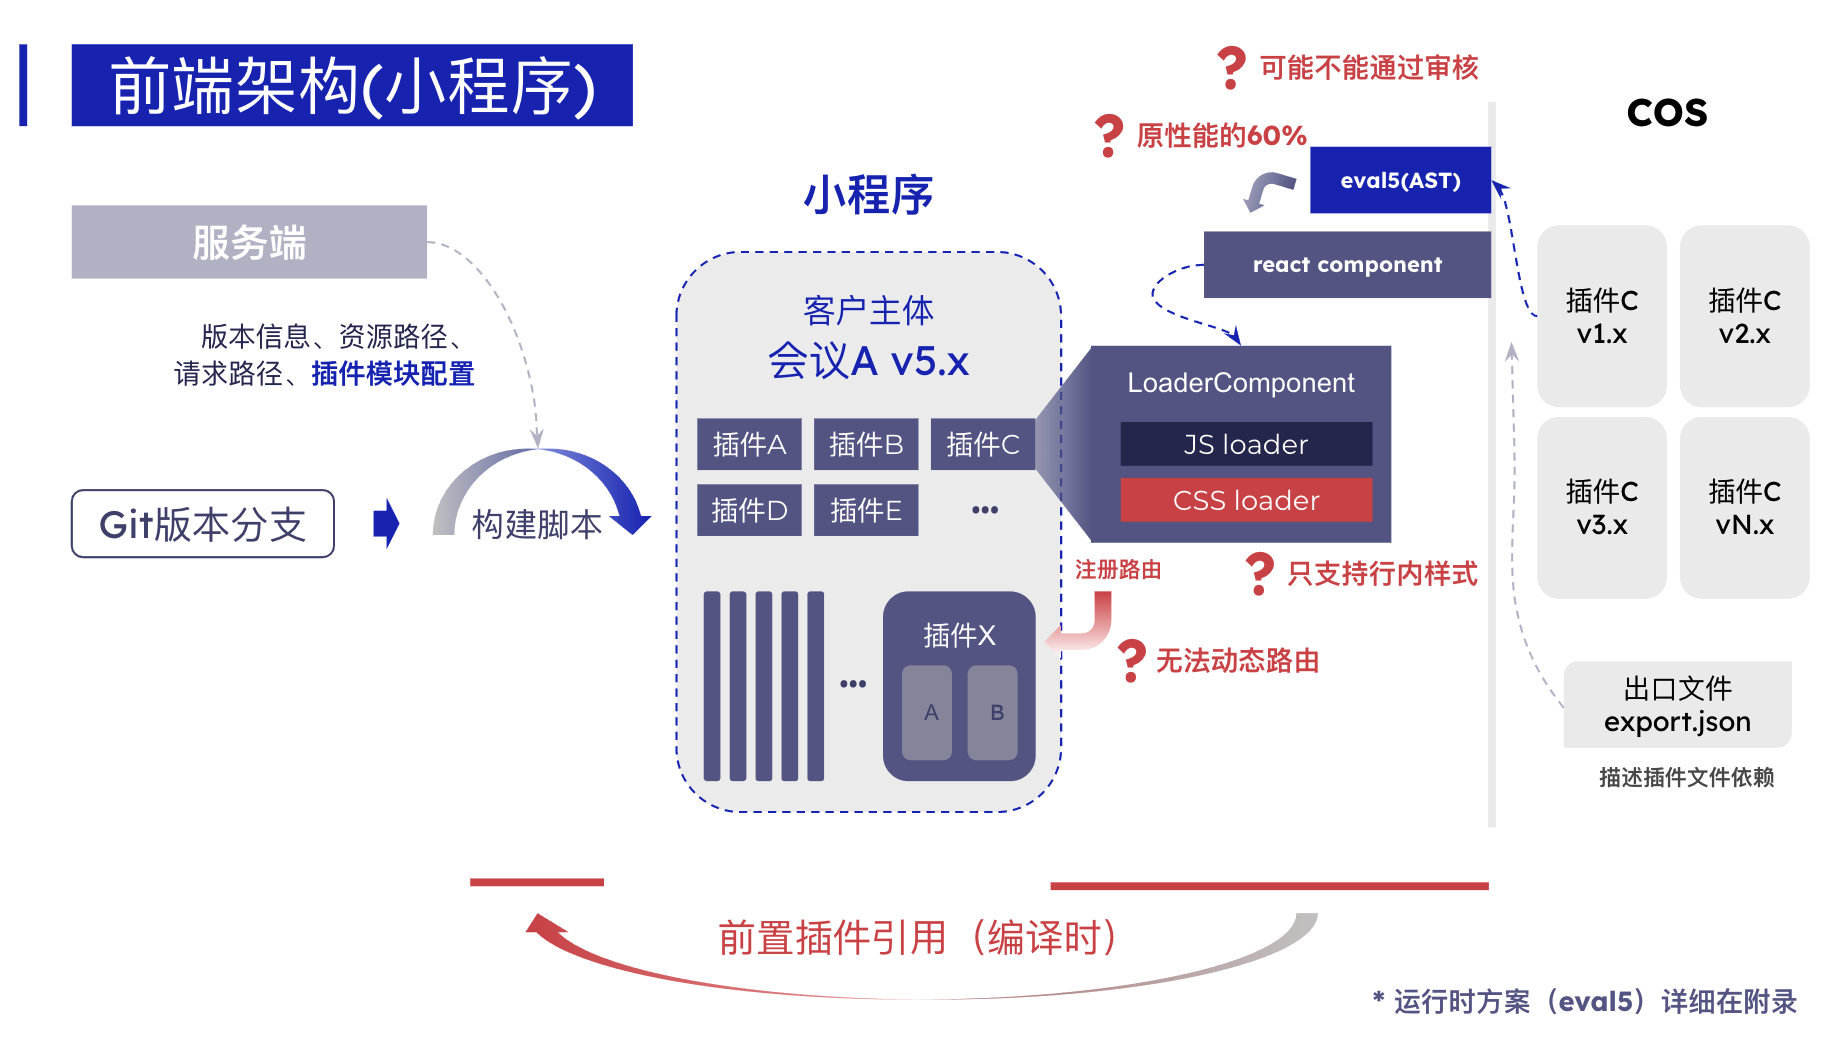 前端架构(小程序)
服务端
版本信息、资源路径、
请求路径、插件模块配置
Git版本分支
构建脚本
小程序
客户主体
会议A v5.x
插件A
插件B
插件C
插件D
插件E
•••
•••
插件X
A
B
? 可能不能通过审核
? 原性能的60%
eval5(AST)
react component
LoaderComponent
JS loader
CSS loader
? 只支持行内样式
注册路由
? 无法动态路由
COS
插件C
v1.x
插件C
v2.x
插件C
v3.x
插件C
vN.x
出口文件
export.json
描述插件文件依赖
前置插件引用（编译时）
* 运行时方案（eval5）详细在附录